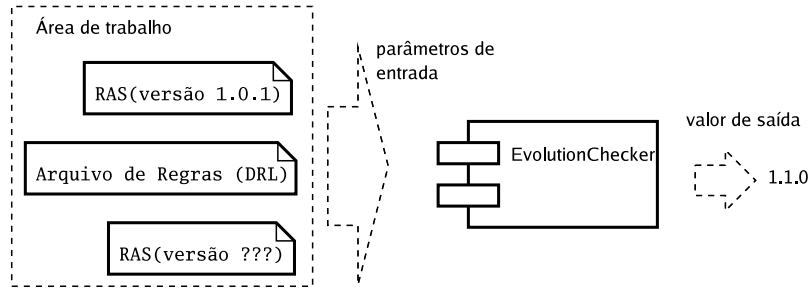 Área de trabalho
RAS(versão 1.0.1)
Arquivo de Regras (DRL)
RAS(versão ???)
parâmetros de
entrada
EvolutionChecker
valor de saída
1.1.0